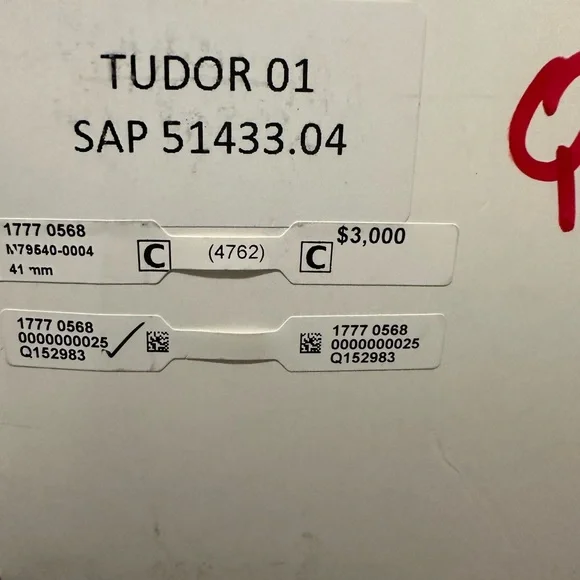 TUDOR 01
SAP 51433.04
1777 0568
M79540-0004
41 mm
C
(4762)
C
$3,000
1777 0568
0000000025
Q152983
1777 0568
0000000025
Q152983